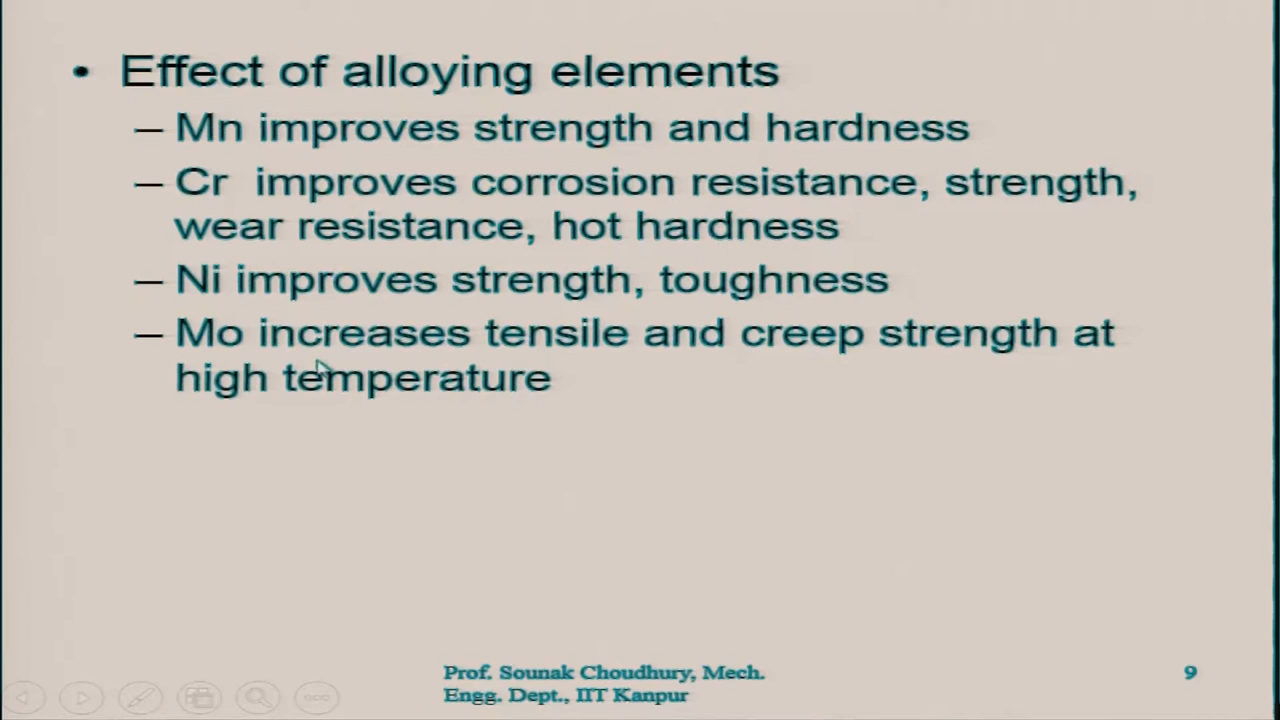 • Effect of alloying elements
– Mn improves strength and hardness
– Cr improves corrosion resistance, strength,
wear resistance, hot hardness
– Ni improves strength, toughness
– Mo increases tensile and creep strength at
high temperature
Prof. Sounak Choudhury, Mech.
Engg. Dept., IIT Kanpur
9